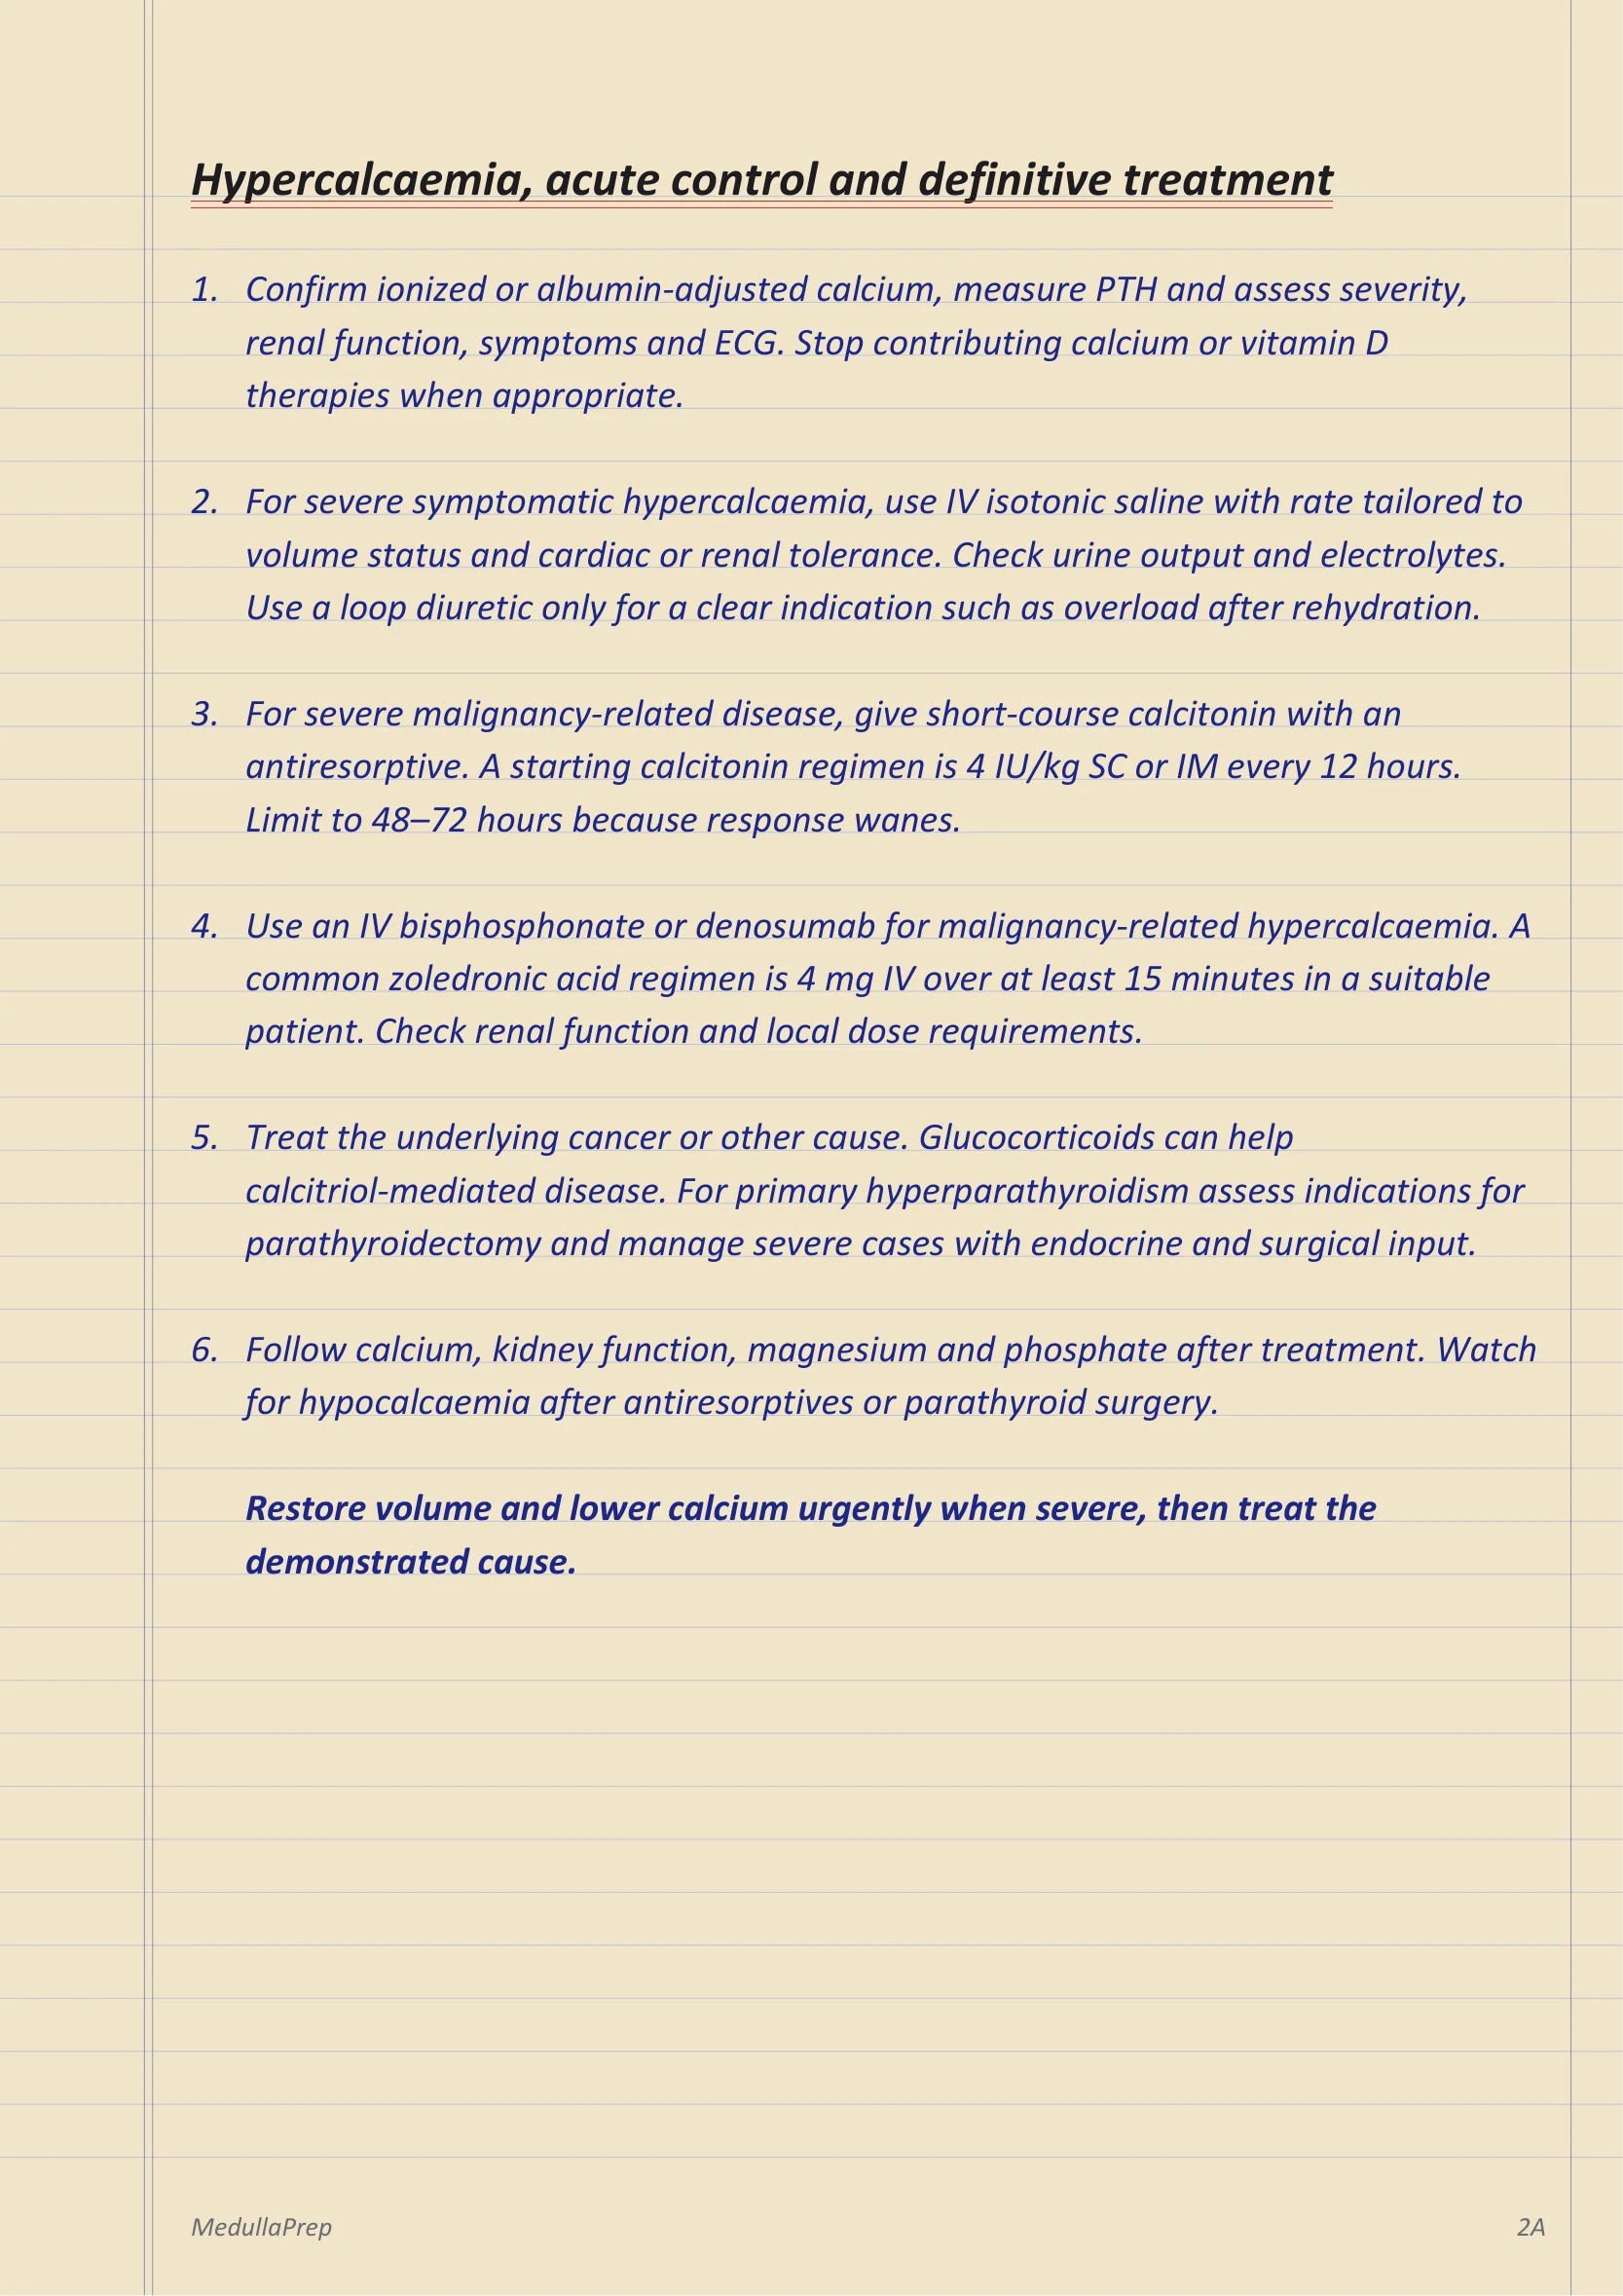 Hypercalcaemia, acute control and definitive treatment
1. Confirm ionized or albumin-adjusted calcium, measure PTH and assess severity,
renal function, symptoms and ECG. Stop contributing calcium or vitamin D
therapies when appropriate.
2. For severe symptomatic hypercalcaemia, use IV isotonic saline with rate tailored to
volume status and cardiac or renal tolerance. Check urine output and electrolytes.
Use a loop diuretic only for a clear indication such as overload after rehydration.
3. For severe malignancy-related disease, give short-course calcitonin with an
antiresorptive. A starting calcitonin regimen is 4 IU/kg SC or IM every 12 hours.
Limit to 48–72 hours because response wanes.
4. Use an IV bisphosphonate or denosumab for malignancy-related hypercalcaemia. A
common zoledronic acid regimen is 4 mg IV over at least 15 minutes in a suitable
patient. Check renal function and local dose requirements.
5. Treat the underlying cancer or other cause. Glucocorticoids can help
calcitriol-mediated disease. For primary hyperparathyroidism assess indications for
parathyroidectomy and manage severe cases with endocrine and surgical input.
6. Follow calcium, kidney function, magnesium and phosphate after treatment. Watch
for hypocalcaemia after antiresorptives or parathyroid surgery.
Restore volume and lower calcium urgently when severe, then treat the
demonstrated cause.
MedullaPrep
2A